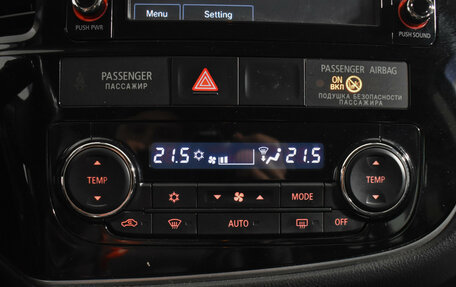 Menu Setting
PUSH PWR PUSH SOUND
PASSENGER
ПАССАЖИР
PASSENGER AIRBAG
ON
ВКЛ
ПОДУШКА БЕЗОПАСНОСТИ
ПАССАЖИРА
21.5 21.5
TEMP TEMP
MODE
AUTO OFF